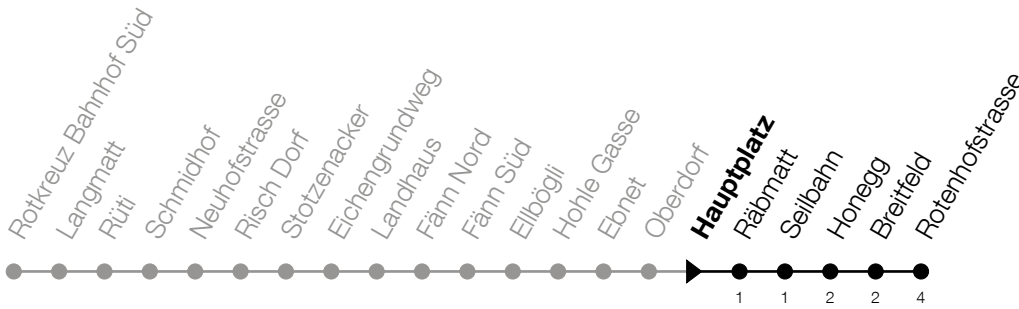 Rotkreuz Bahnhof Süd
Langmatt
Rüti
Schmidhof
Neuhofstrasse
Risch Dorf
Stotzenacker
Eichengrundweg
Landhaus
Fänn Nord
Fänn Süd
Ellbögli
Hohle Gasse
Ebnet
Oberdorf
Hauptplatz
Räbmatt
Seilbahn
Honegg
Breitfeld
Rotenhofstrasse
1 1 2 2 4